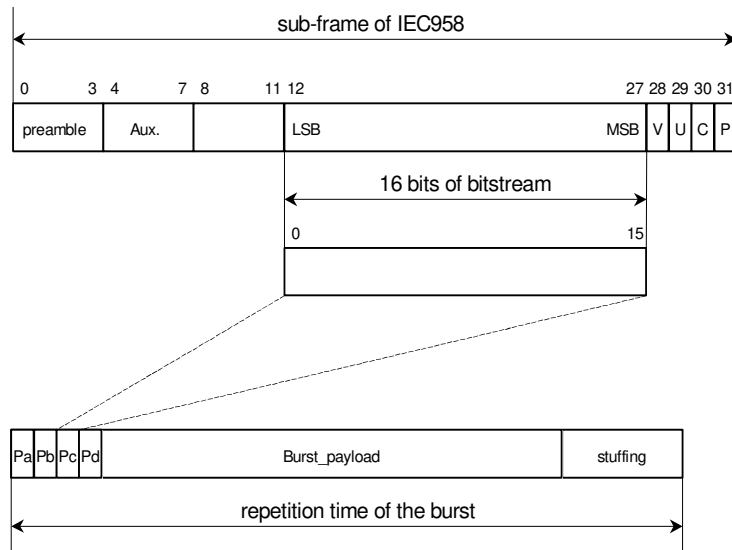 sub-frame of IEC958
0 3 4 7 8 11 12 27 28 29 30 31
preamble Aux. LSB MSB V U C P
16 bits of bitstream
0 15
Pa Pb Pc Pd Burst_payload stuffing
repetition time of the burst